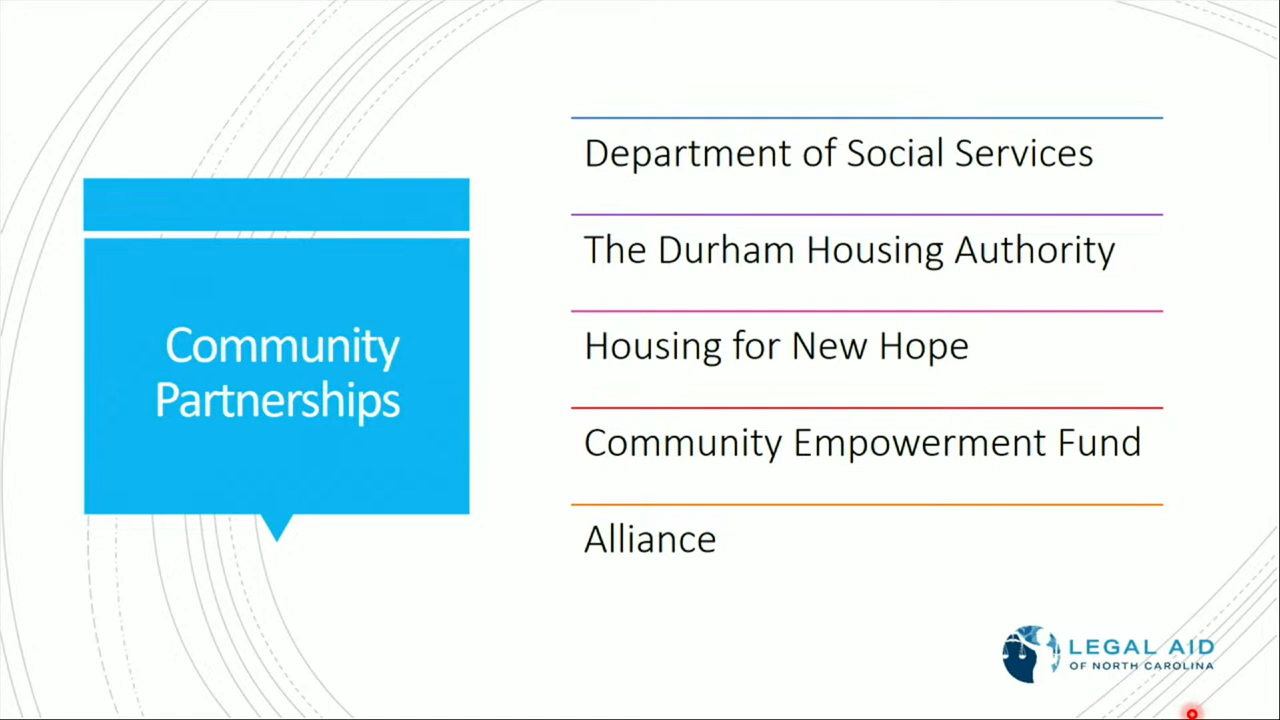 Community
Partnerships
Department of Social Services
The Durham Housing Authority
Housing for New Hope
Community Empowerment Fund
Alliance
LEGAL AID
OF NORTH CAROLINA